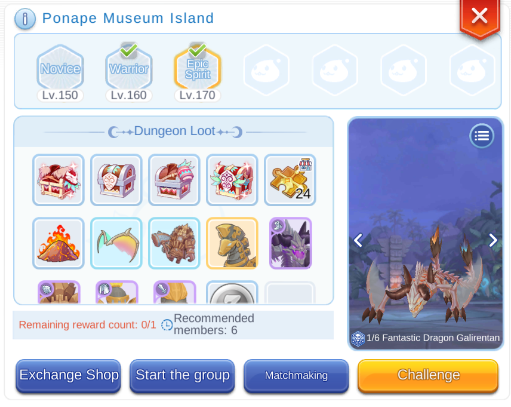 Ponape Museum Island
Novice
Lv.150
Warrior
Lv.160
Epic
Spirit
Lv.170
Dungeon Loot
24
Remaining reward count: 0/1
Recommended
members: 6
1/6 Fantastic Dragon Galirentan
Exchange Shop
Start the group
Matchmaking
Challenge